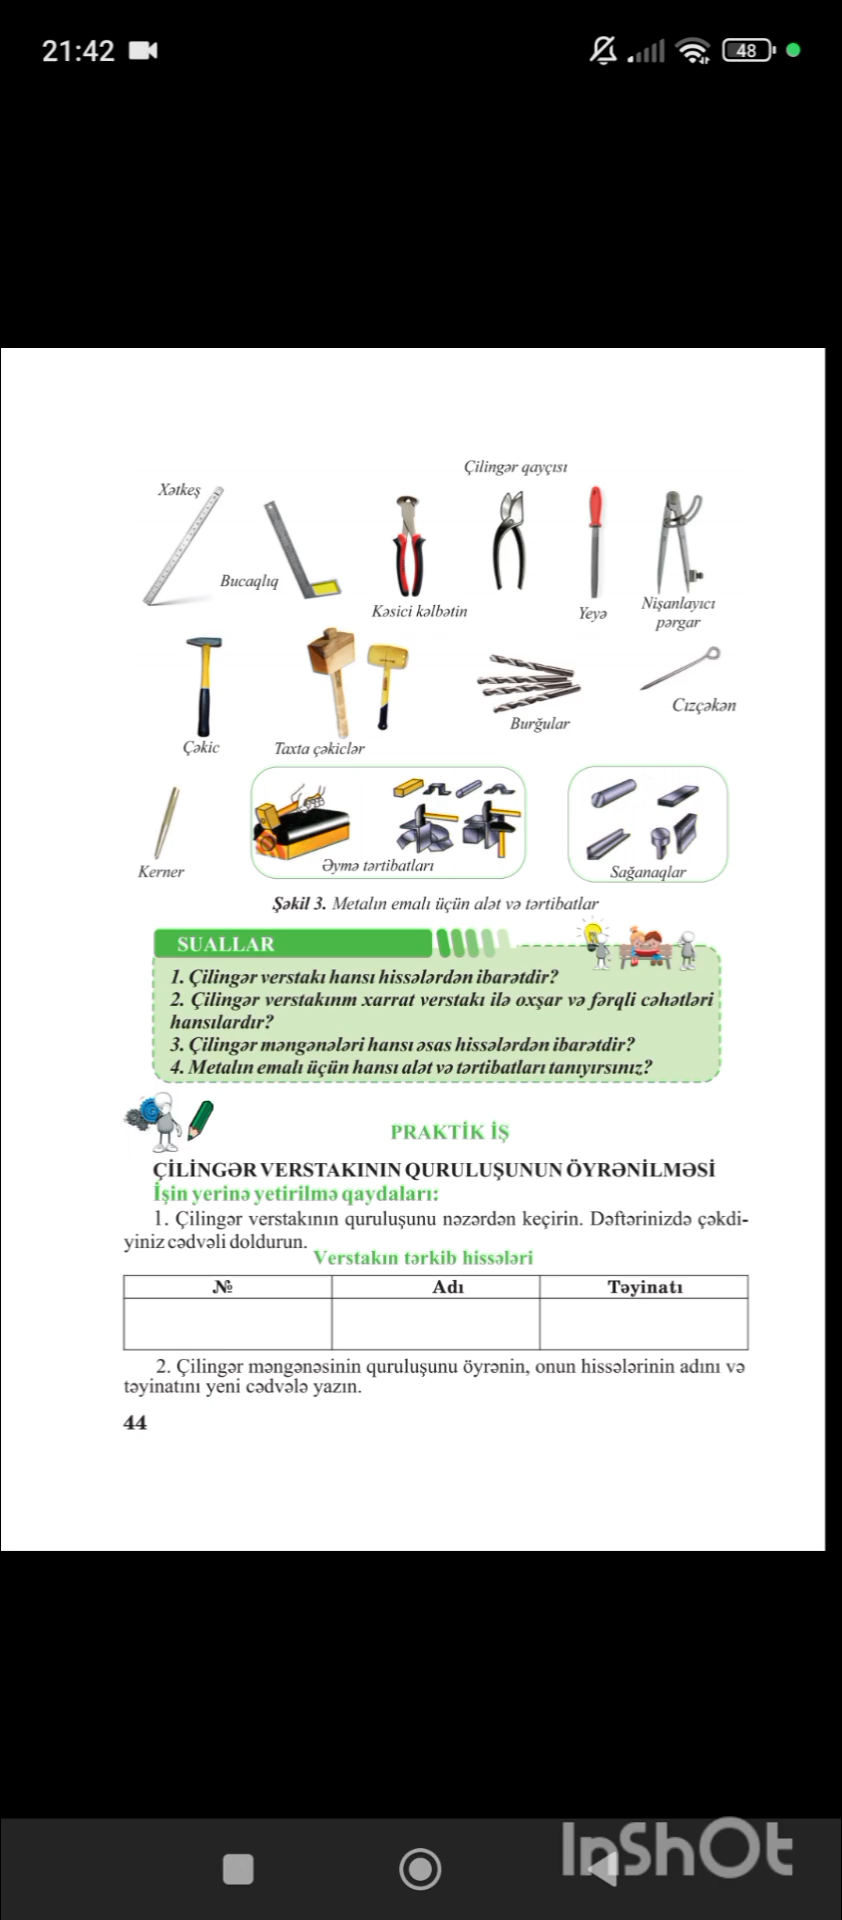 21:42
48
Çilingər qayçısı
Xətkeş
Bucaqlıq
Kəsici kəlbətin
Yeyə
Nişanlayıcı
pərgar
Çəkic
Taxta çəkiclər
Burğular
Cızçəkən
Kerner
Əymə tərtibatları
Sağanaqlar
Şəkil 3. Metalın emalı üçün alət və tərtibatlar
SUALLAR
1. Çilingər verstakı hansı hissələrdən ibarətdir?
2. Çilingər verstakınm xarrat verstakı ilə oxşar və fərqli cəhətləri
hansılardır?
3. Çilingər məngənələri hansı əsas hissələrdən ibarətdir?
4. Metalın emalı üçün hansı alət və tərtibatları tanıyırsınız?
PRAKTİK İŞ
ÇİLİNGƏR VERSTAKININ QURULUŞUNUN ÖYRƏNİLMƏSİ
İşin yerinə yetirilmə qaydaları:
1. Çilingər verstakının quruluşunu nəzərdən keçirin. Dəftərinizdə çəkdi-
yiniz cədvəli doldurun.
Verstakın tərkib hissələri
№ Adı Təyinatı
2. Çilingər məngənəsinin quruluşunu öyrənin, onun hissələrinin adını və
təyinatını yeni cədvələ yazın.
44
InShOt